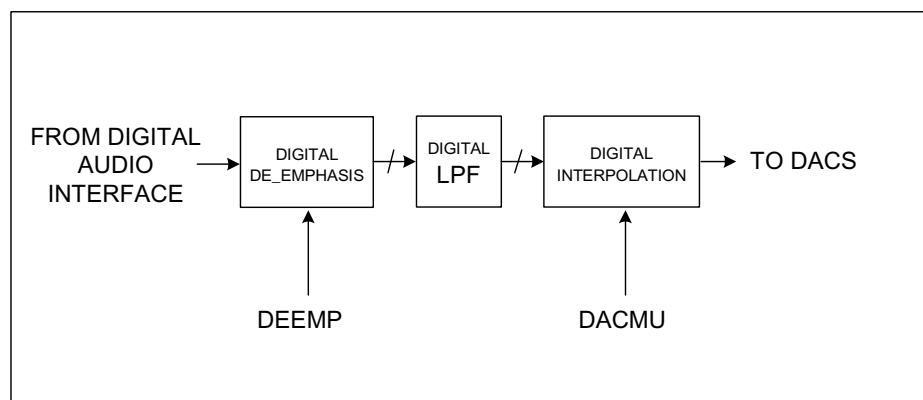 FROM DIGITAL
AUDIO
INTERFACE
DIGITAL
DE_EMPHASIS
DIGITAL
LPF
DIGITAL
INTERPOLATION
TO DACS
DEEMP
DACMU